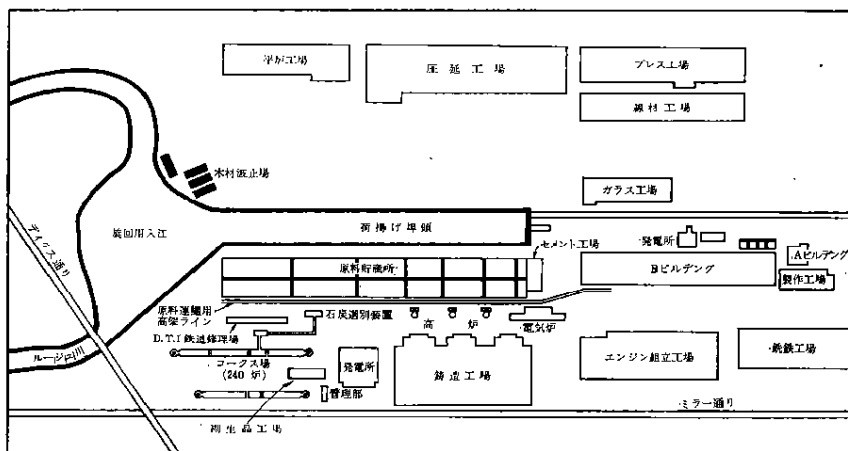 平炉工場
圧延工場
プレス工場
線材工場
木材波止場
ガラス工場
ディクス通り
旋回用入江
荷揚げ埠頭
セメント工場
発電所
Aビルデング
原料貯蔵所
Bビルデング
製作工場
原料運搬用
高架ライン
石炭選別装置
高炉
電気炉
D.T.I鉄道修理場
ルージュ川
コークス場
(240炉)
発電所
鋳造工場
エンジン組立工場
銑鉄工場
管理部
ミラー通り
副産品工場